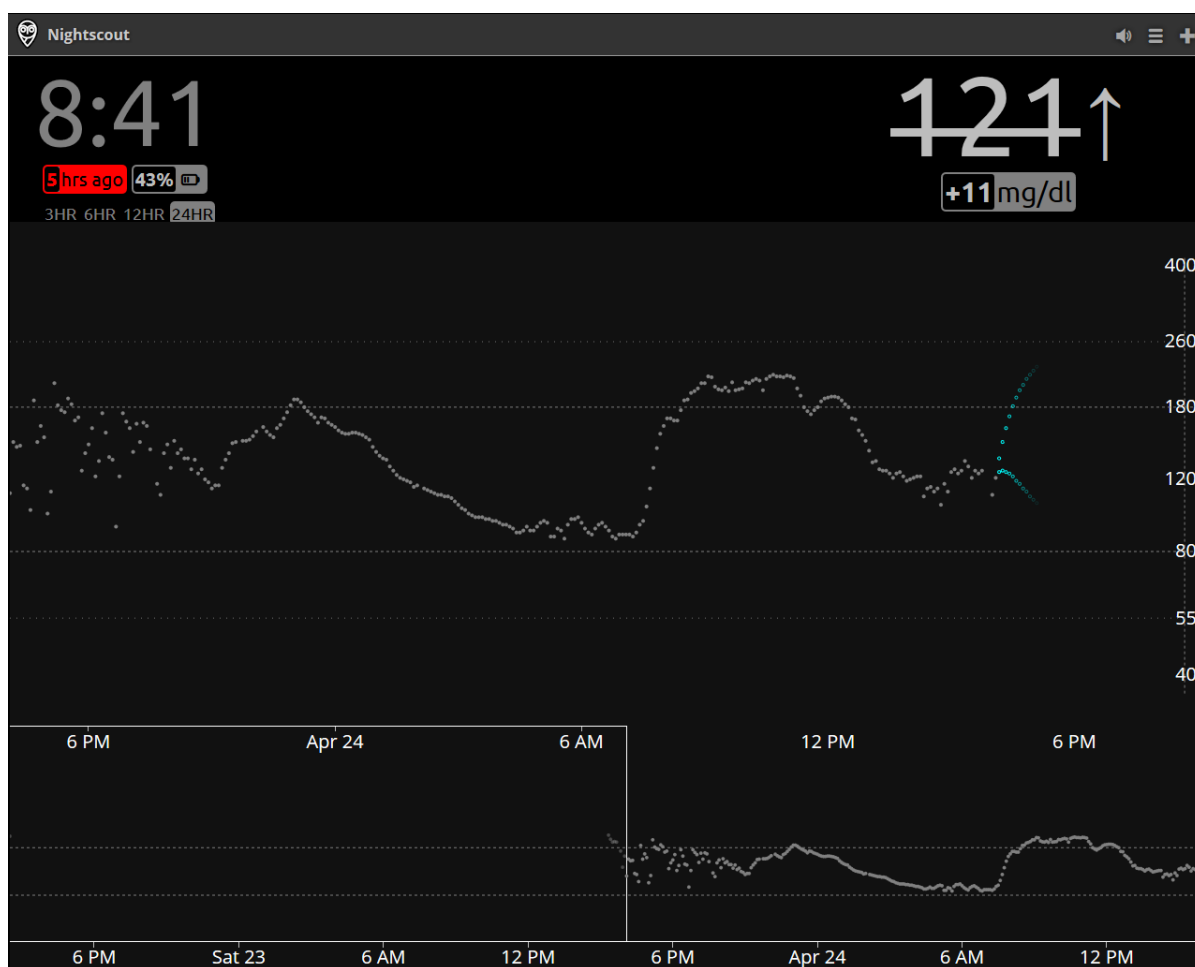 Nightscout
8:41
121↑
5 hrs ago 43%
+11 mg/dl
3HR 6HR 12HR 24HR
400
260
180
120
80
55
40
6 PM Apr 24 6 AM 12 PM 6 PM
6 PM Sat 23 6 AM 12 PM 6 PM Apr 24 6 AM 12 PM